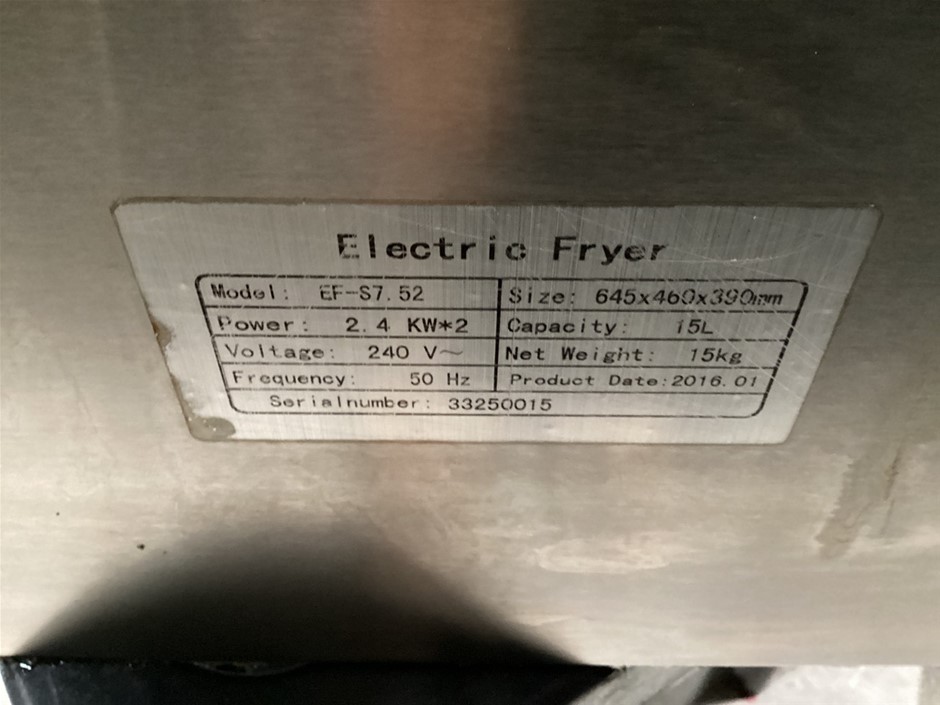 Electric Fryer
Model: EF-S7.52
Size: 645x460x390mm
Power: 2.4 KW*2
Capacity: 15L
Voltage: 240 V~
Net Weight: 15kg
Frequency: 50 Hz
Product Date:2016.01
Serialnumber: 33250015